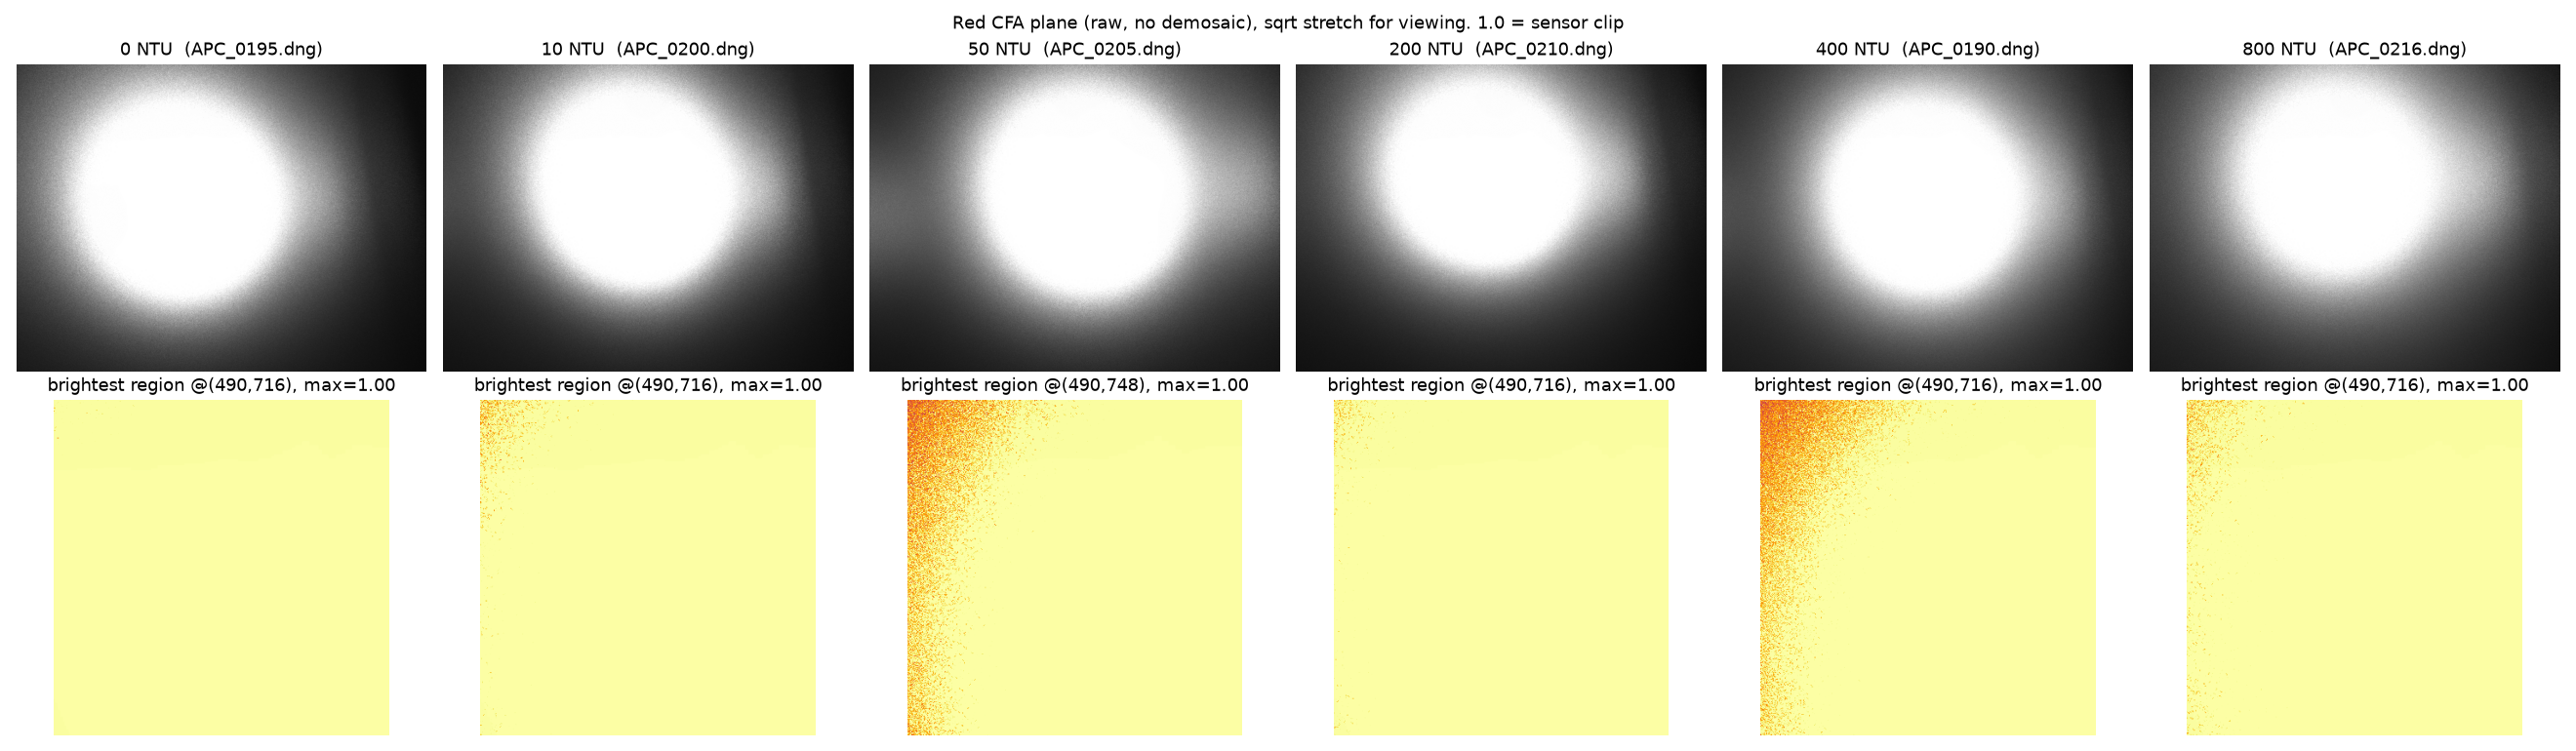 Red CFA plane (raw, no demosaic), sqrt stretch for viewing. 1.0 = sensor clip
0 NTU  (APC_0195.dng)
10 NTU  (APC_0200.dng)
50 NTU  (APC_0205.dng)
200 NTU  (APC_0210.dng)
400 NTU  (APC_0190.dng)
800 NTU  (APC_0216.dng)
brightest region @(490,716), max=1.00
brightest region @(490,716), max=1.00
brightest region @(490,748), max=1.00
brightest region @(490,716), max=1.00
brightest region @(490,716), max=1.00
brightest region @(490,716), max=1.00